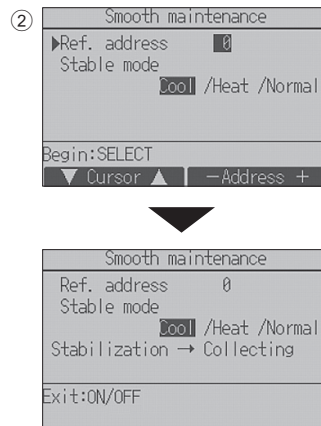 ②
Smooth maintenance
▶Ref. address 0
Stable mode
Cool /Heat /Normal
Begin:SELECT
▼ Cursor ▲ −Address +
Smooth maintenance
Ref. address 0
Stable mode
Cool /Heat /Normal
Stabilization → Collecting
Exit:ON/OFF